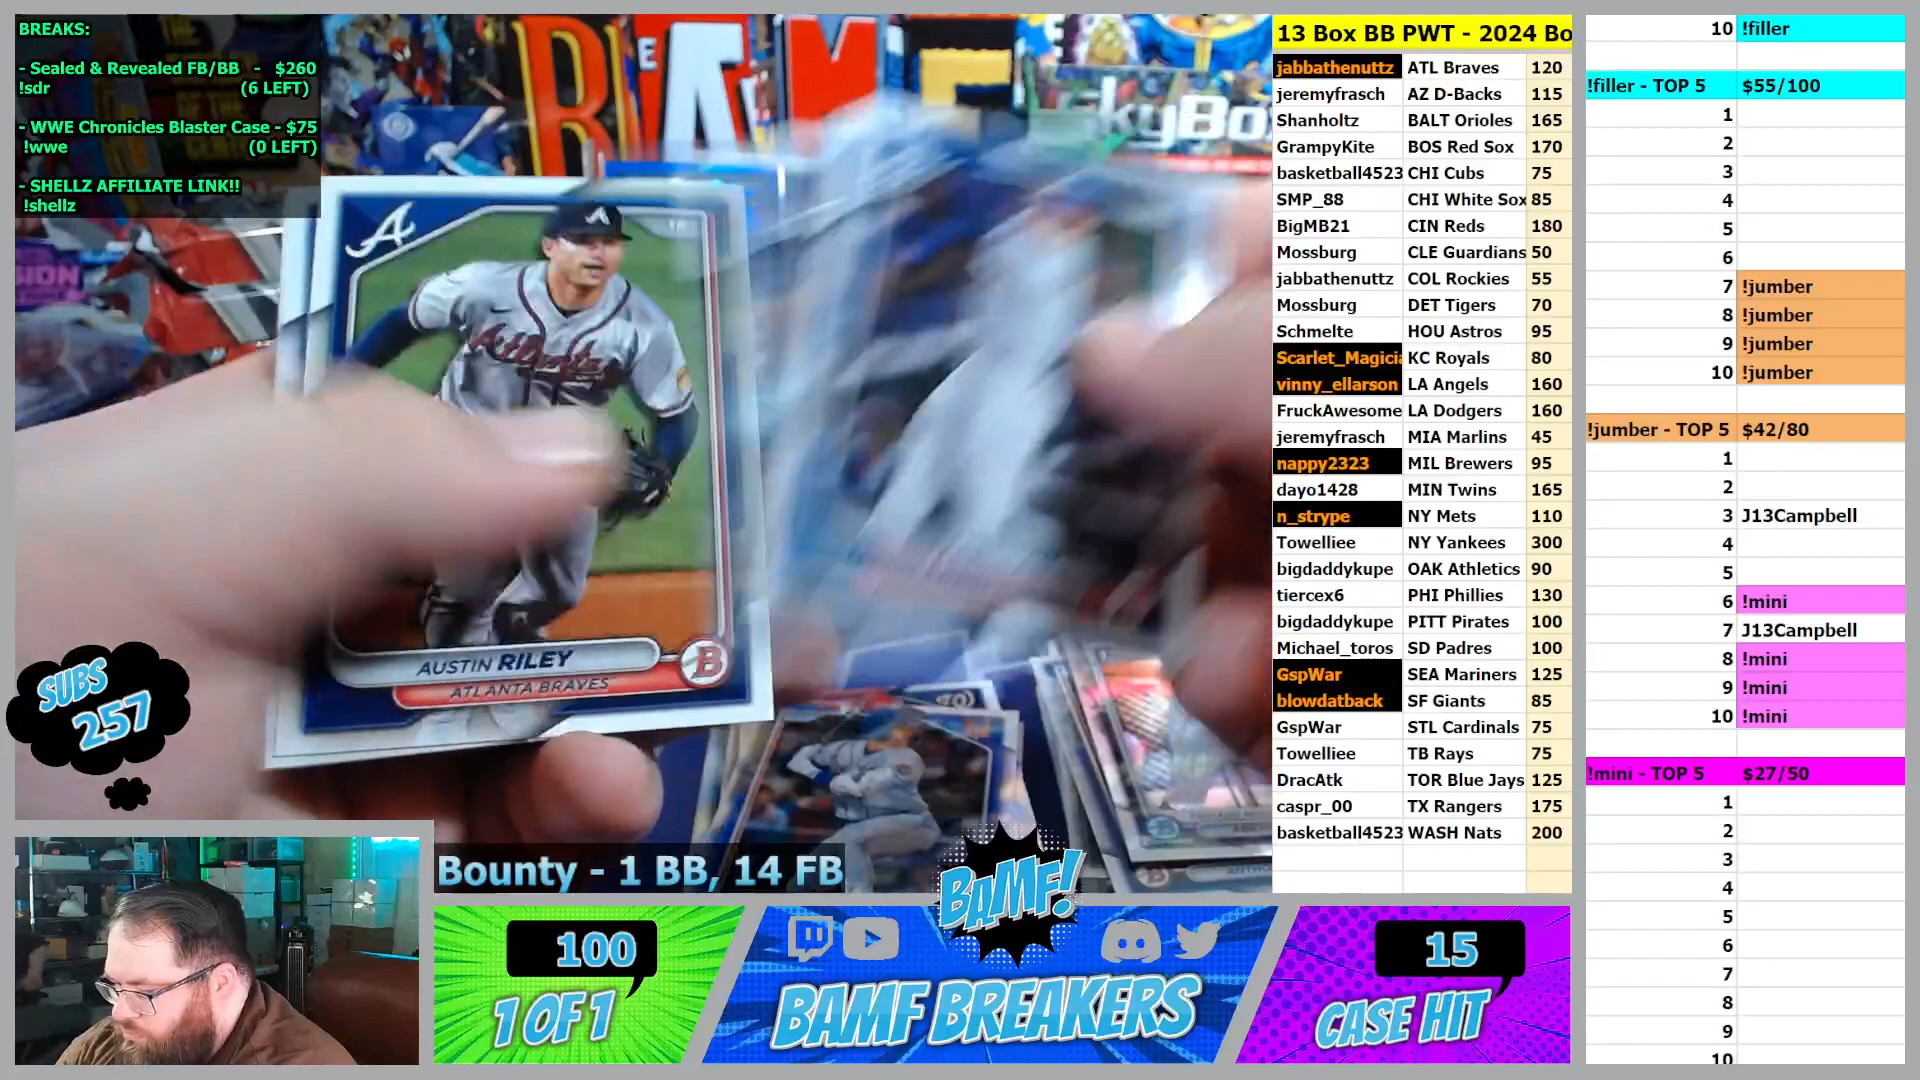 BREAKS:
- Sealed & Revealed FB/BB - $260
!sdr (6 LEFT)
- WWE Chronicles Blaster Case - $75
!wwe (0 LEFT)
- SHELLZ AFFILIATE LINK!!
!shellz
BAMF
kyBo
A
AUSTIN RILEY
ATLANTA BRAVES
B
Atlanta
SUBS
257
Bounty - 1 BB, 14 FB
BAMF!
100
1 OF 1
BAMF BREAKERS
15
CASE HIT
13 Box BB PWT - 2024 Bo
jabbathenuttz ATL Braves 120
jeremyfrasch AZ D-Backs 115
Shanholtz BALT Orioles 165
GrampyKite BOS Red Sox 170
basketball4523 CHI Cubs 75
SMP_88 CHI White Sox 85
BigMB21 CIN Reds 180
Mossburg CLE Guardians 50
jabbathenuttz COL Rockies 55
Mossburg DET Tigers 70
Schmelte HOU Astros 95
Scarlet_Magicia KC Royals 80
vinny_ellarson LA Angels 160
FruckAwesome LA Dodgers 160
jeremyfrasch MIA Marlins 45
nappy2323 MIL Brewers 95
dayo1428 MIN Twins 165
n_strype NY Mets 110
Towelliee NY Yankees 300
bigdaddykupe OAK Athletics 90
tiercex6 PHI Phillies 130
bigdaddykupe PITT Pirates 100
Michael_toros SD Padres 100
GspWar SEA Mariners 125
blowdatback SF Giants 85
GspWar STL Cardinals 75
Towelliee TB Rays 75
DracAtk TOR Blue Jays 125
caspr_00 TX Rangers 175
basketball4523 WASH Nats 200
10 !filler
!filler - TOP 5 $55/100
1
2
3
4
5
6
7 !jumber
8 !jumber
9 !jumber
10 !jumber
!jumber - TOP 5 $42/80
1
2
3 J13Campbell
4
5
6 !mini
7 J13Campbell
8 !mini
9 !mini
10 !mini
!mini - TOP 5 $27/50
1
2
3
4
5
6
7
8
9
10